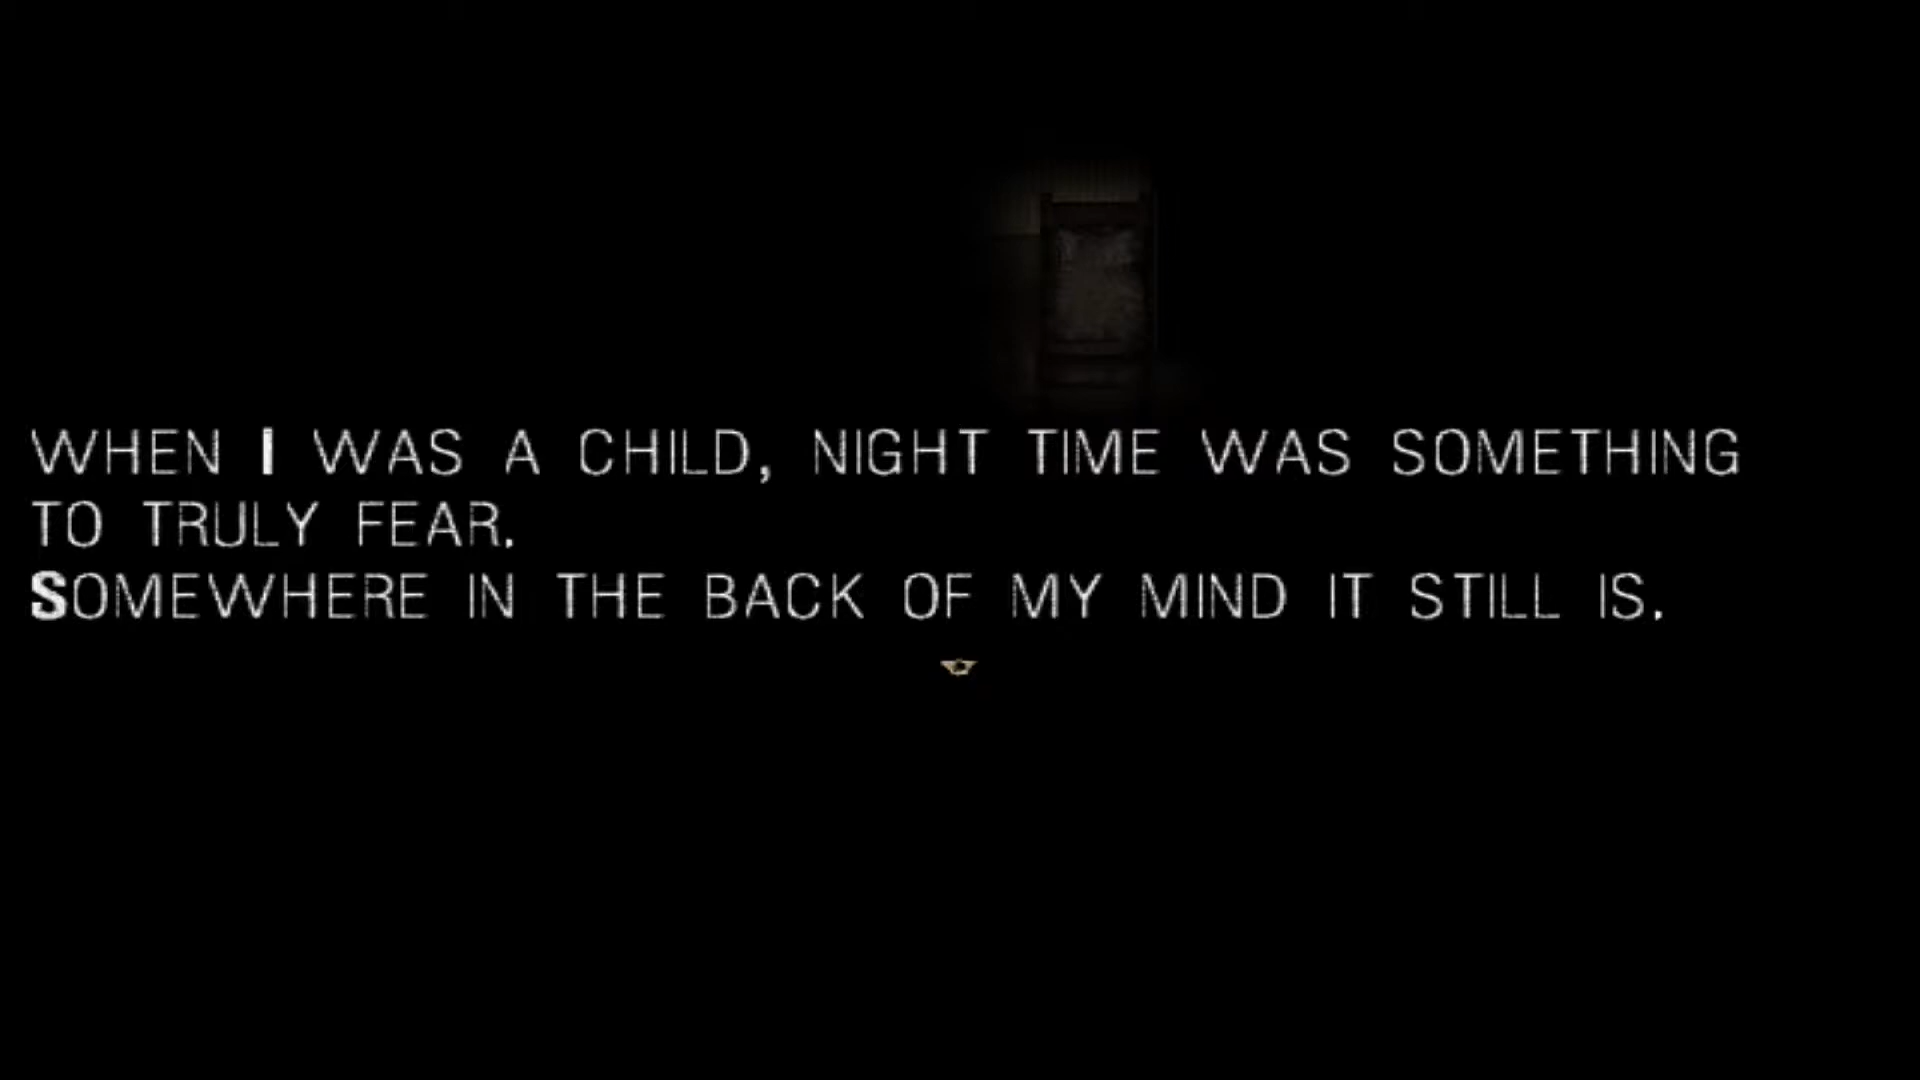 WHEN I WAS A CHILD, NIGHT TIME WAS SOMETHING
TO TRULY FEAR.
SOMEWHERE IN THE BACK OF MY MIND IT STILL IS.